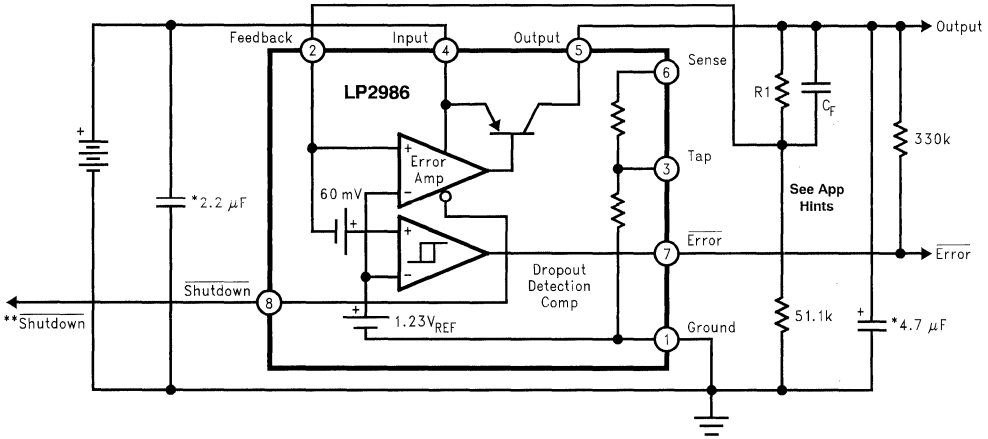 Feedback
Input
Output
Output
2
4
5
Sense
6
LP2986
R1
C_F
+
330k
+
Error
Amp
−
Tap
3
See App
Hints
*2.2 μF
60 mV
+
+
−
Error
7
Error
Dropout
Detection
Comp
Shutdown
8
**Shutdown
+
1.23V_REF
Ground
1
51.1k
+
*4.7 μF